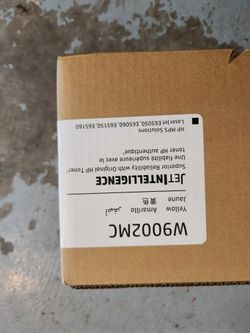 W9002MC
Yellow Amarillo أصفر
Jaune 黄色
JETINTELLIGENCE
Superior Reliability with Original HP Toner.
Une fiabilité supérieure avec le
toner HP authentique.
HP MPS Solutions
LaserJet E65050, E65060, E65150, E65160